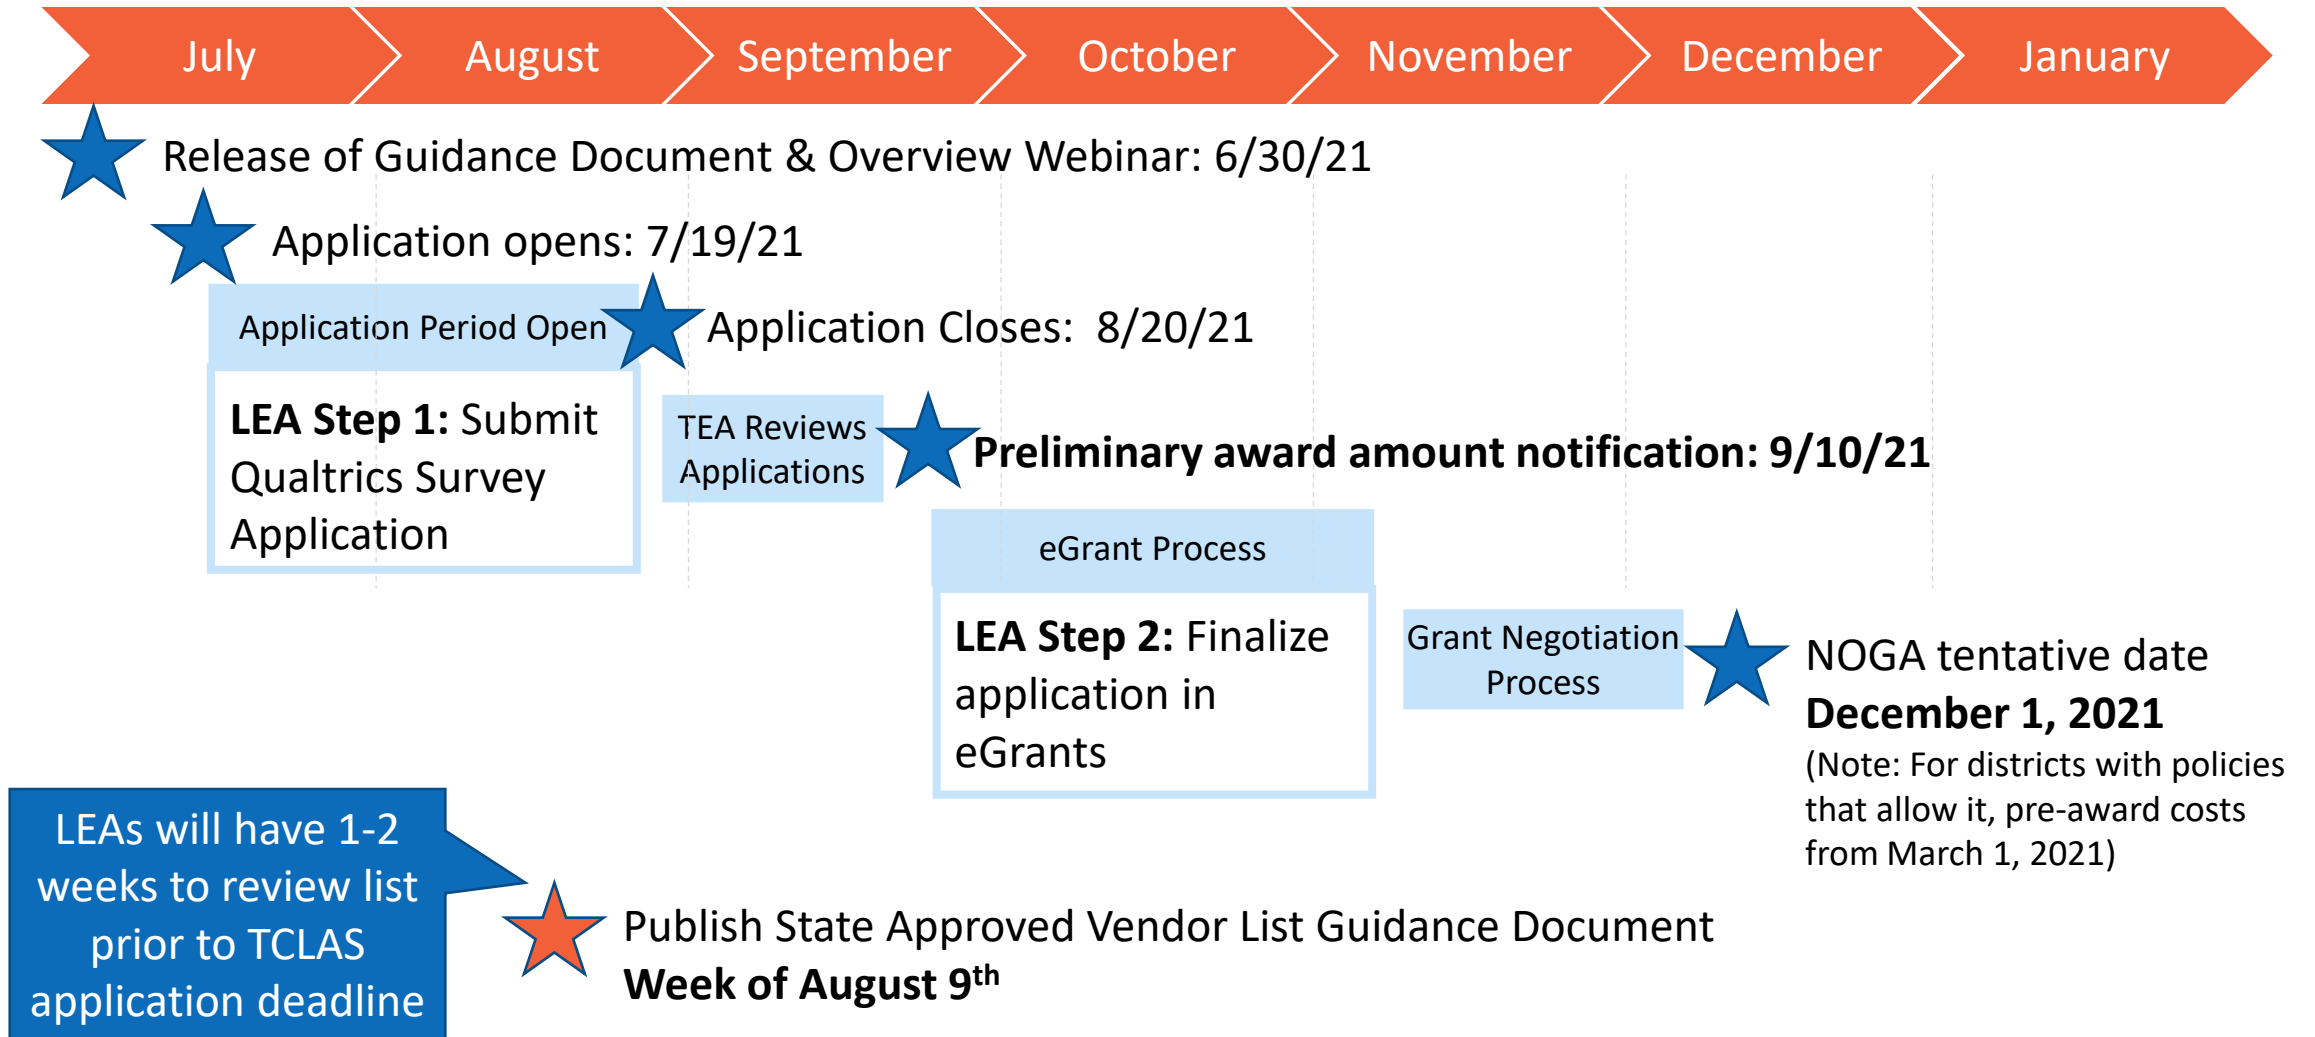 July
August
September
October
November
December
January
Release of Guidance Document & Overview Webinar: 6/30/21
Application opens: 7/19/21
Application Period Open
Application Closes:  8/20/21
LEA Step 1: Submit
Qualtrics Survey
Application
TEA Reviews
Applications
Preliminary award amount notification: 9/10/21
eGrant Process
LEA Step 2: Finalize
application in
eGrants
Grant Negotiation
Process
NOGA tentative date
December 1, 2021
(Note: For districts with policies
that allow it, pre-award costs
from March 1, 2021)
LEAs will have 1-2
weeks to review list
prior to TCLAS
application deadline
Publish State Approved Vendor List Guidance Document
Week of August 9th